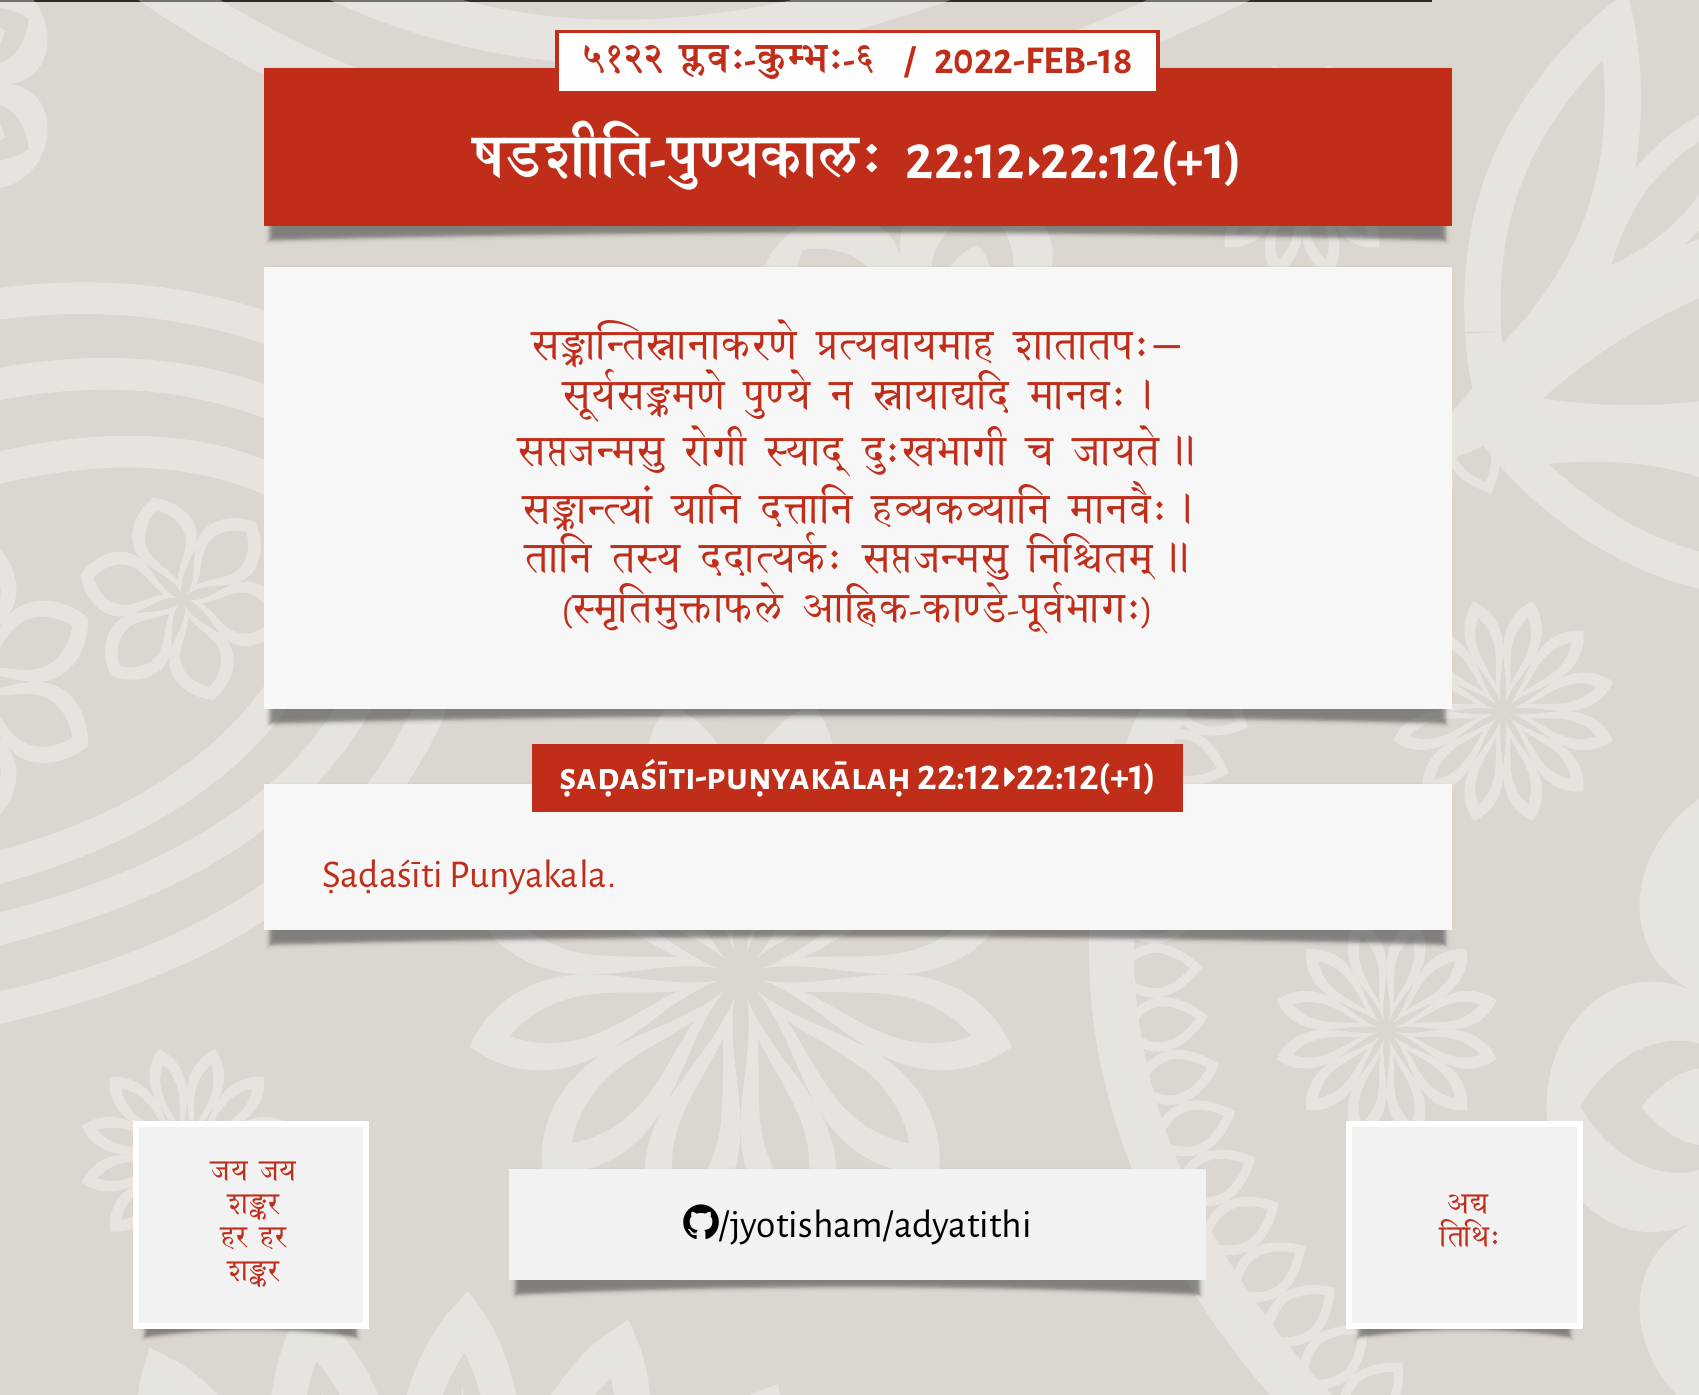 ५१२२ प्लवः-कुम्भः-६ / 2022-FEB-18
षडशीति-पुण्यकालः 22:12▸22:12(+1)
सङ्क्रान्तिस्नानाकरणे प्रत्यवायमाह शातातपः—
सूर्यसङ्क्रमणे पुण्ये न स्नायाद्यदि मानवः ।
सप्तजन्मसु रोगी स्याद् दुःखभागी च जायते ॥
सङ्क्रान्त्यां यानि दत्तानि हव्यकव्यानि मानवैः ।
तानि तस्य ददात्यर्कः सप्तजन्मसु निश्चितम् ॥
(स्मृतिमुक्ताफले आह्निक-काण्डे-पूर्वभागः)
ṢAḌAŚĪTI-PUṆYAKĀLAḤ 22:12▸22:12(+1)
Ṣaḍaśīti Punyakala.
जय जय
शङ्कर
हर हर
शङ्कर
/jyotisham/adyatithi
अद्य
तिथिः